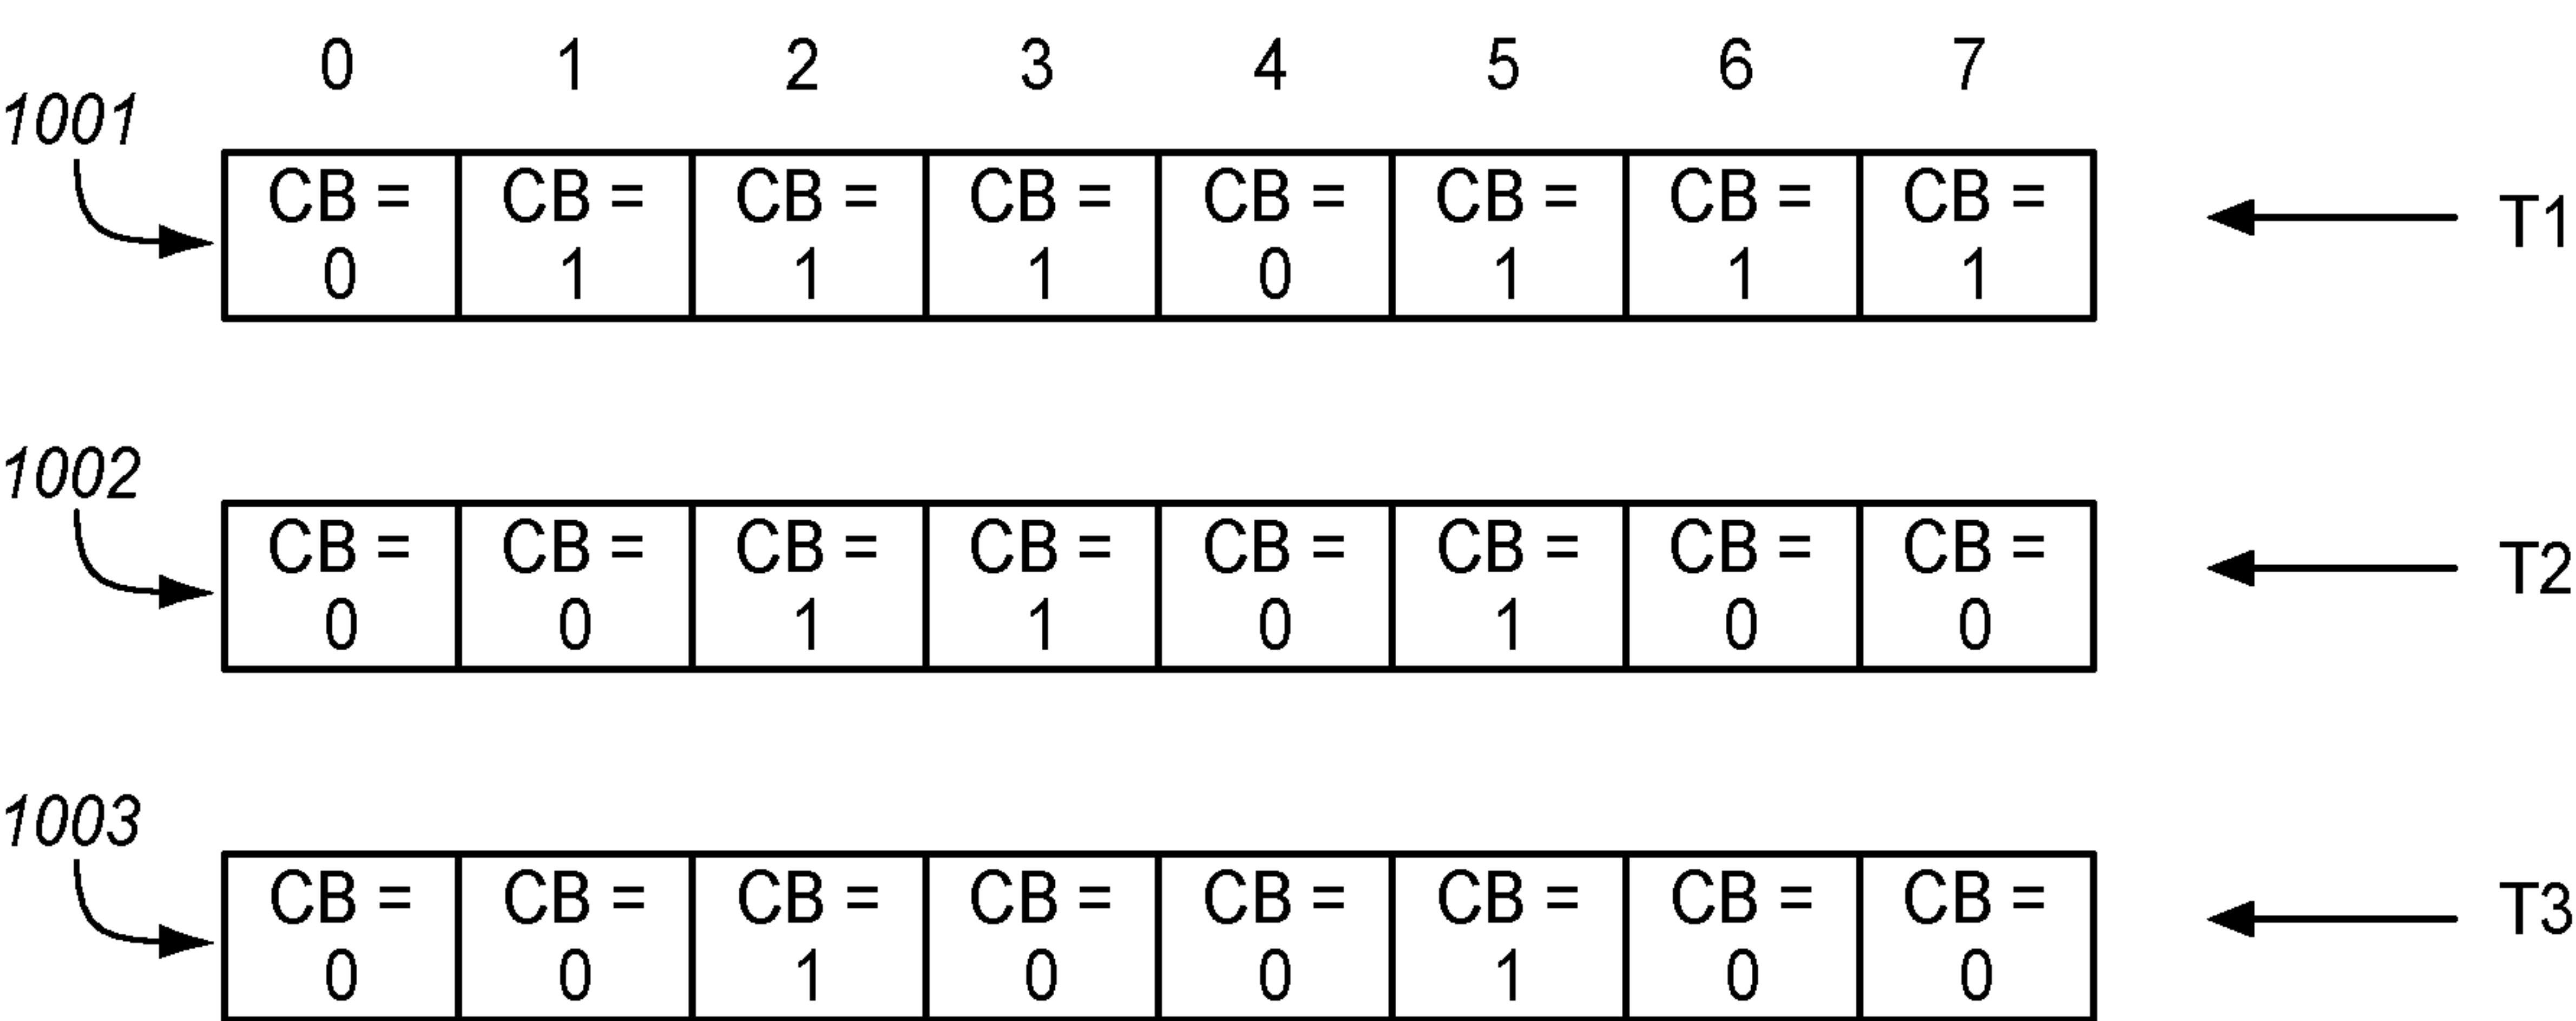 0 1 2 3 4 5 6 7
1001
CB = CB = CB = CB = CB = CB = CB = CB =
T1
0 1 1 1 0 1 1 1
1002
CB = CB = CB = CB = CB = CB = CB = CB =
T2
0 0 1 1 0 1 0 0
1003
CB = CB = CB = CB = CB = CB = CB = CB =
T3
0 0 1 0 0 1 0 0